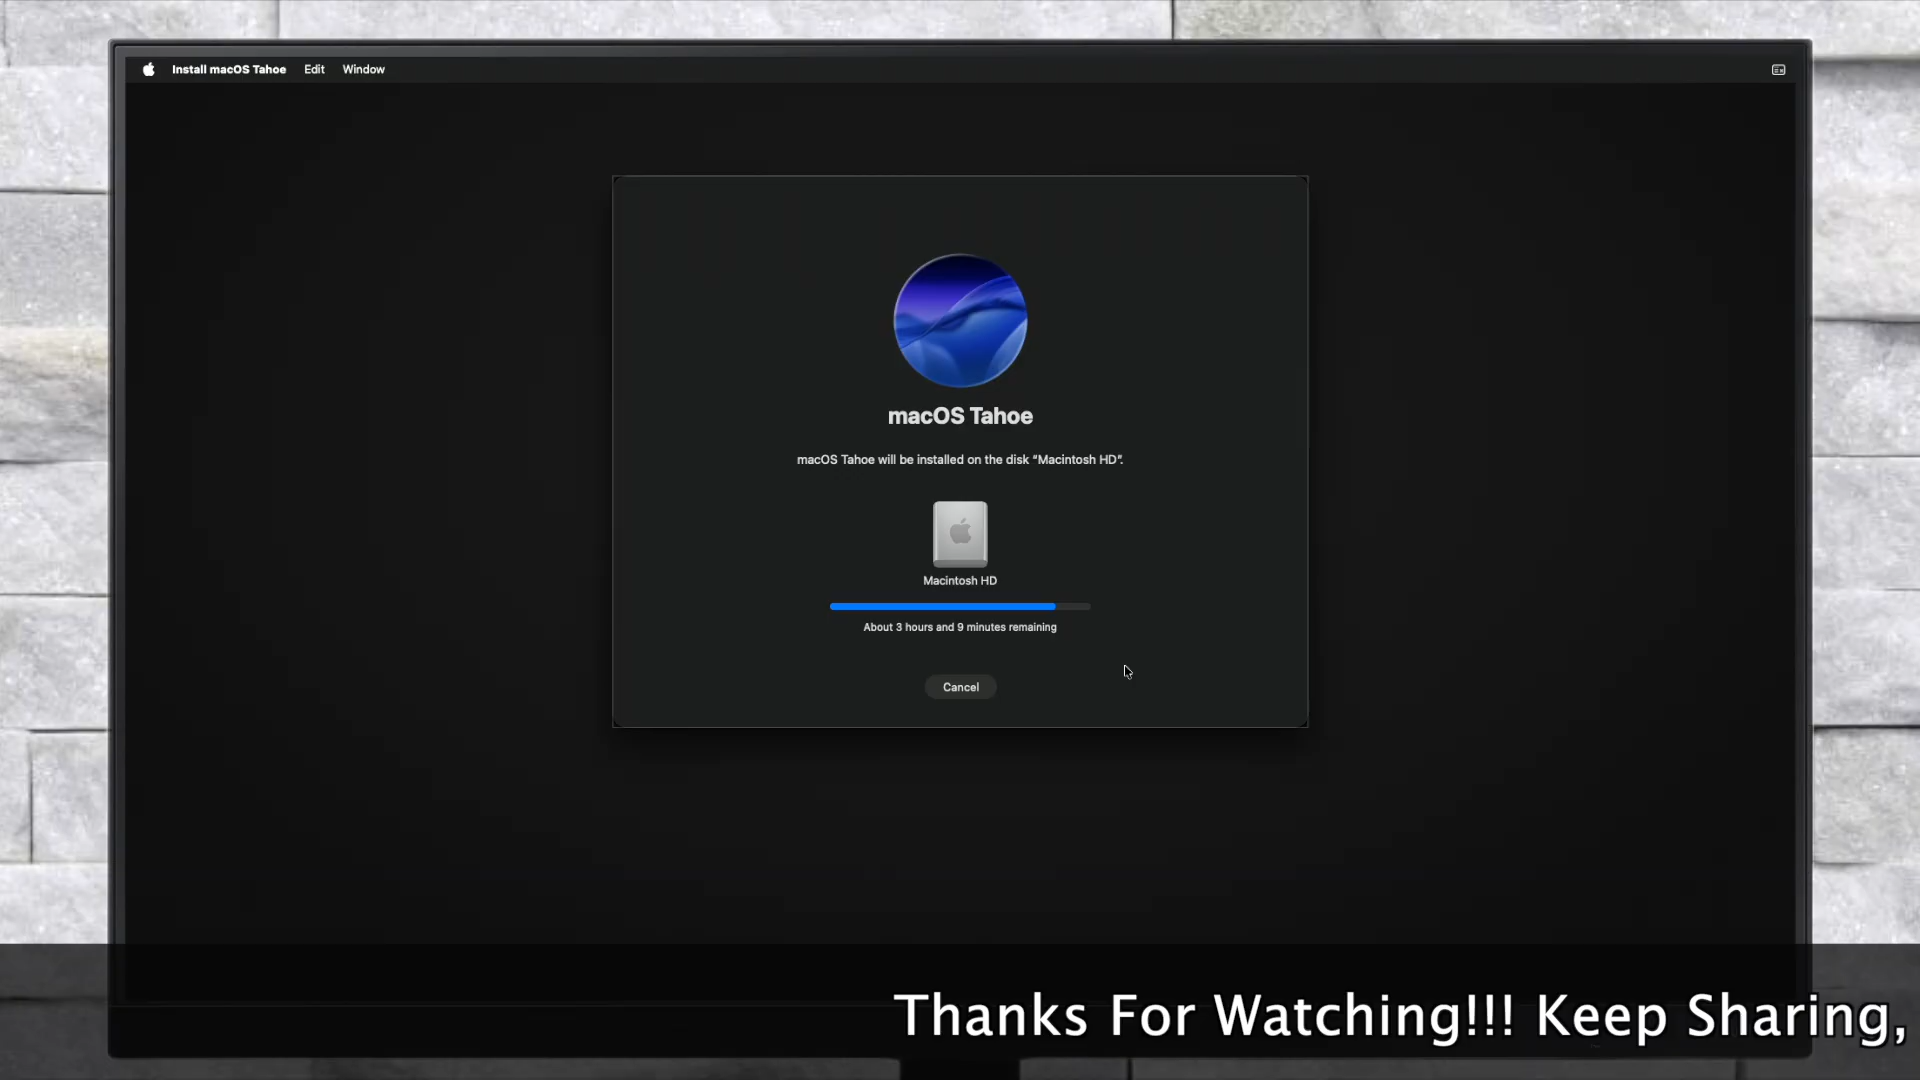 Install macOS Tahoe Edit Window
macOS Tahoe
macOS Tahoe will be installed on the disk “Macintosh HD”.
Macintosh HD
About 3 hours and 9 minutes remaining
Cancel
Thanks For Watching!!! Keep Sharing,